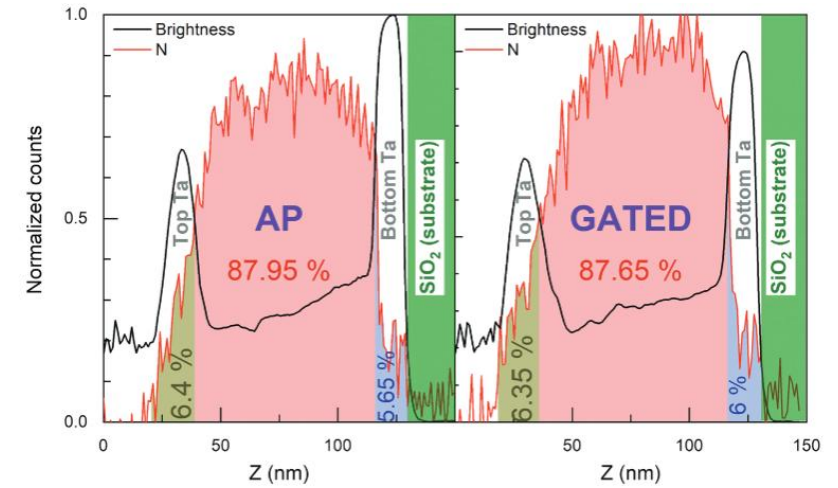 Normalized counts
1.0
0.5
0.0
Brightness
N
Top Ta
AP
87.95 %
Bottom Ta
SiO₂ (substrate)
6.4 %
5.65 %
0
50
100
Z (nm)
Brightness
N
Top Ta
GATED
87.65 %
Bottom Ta
SiO₂ (substrate)
6.35 %
6 %
50
100
150
Z (nm)